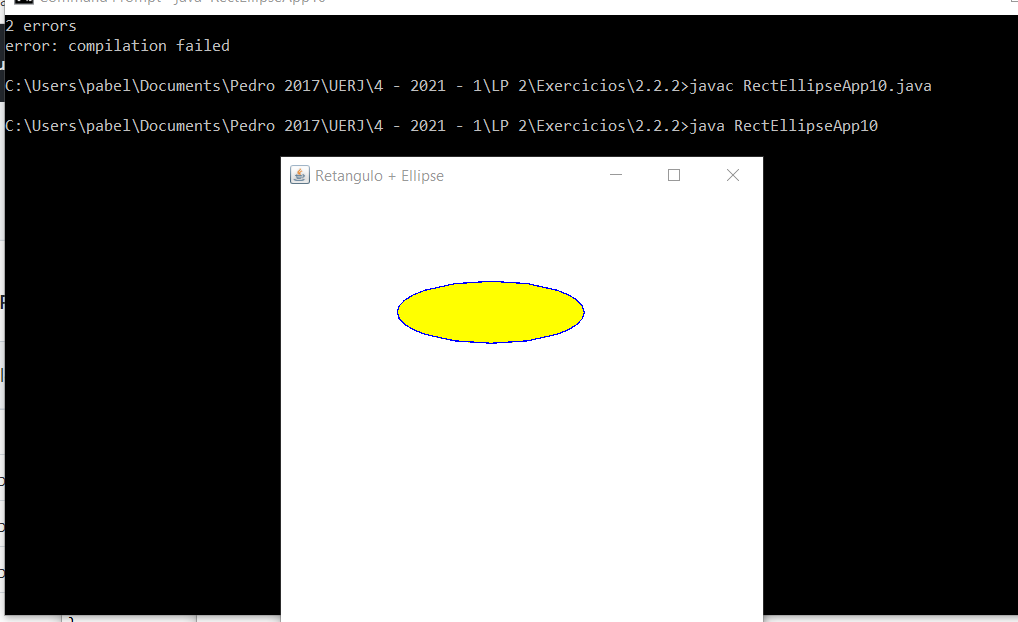 Command Prompt - java RectEllipseApp10
2 errors
error: compilation failed
C:\Users\pabel\Documents\Pedro 2017\UERJ\4 - 2021 - 1\LP 2\Exercicios\2.2.2>javac RectEllipseApp10.java
C:\Users\pabel\Documents\Pedro 2017\UERJ\4 - 2021 - 1\LP 2\Exercicios\2.2.2>java RectEllipseApp10
Retangulo + Ellipse
}